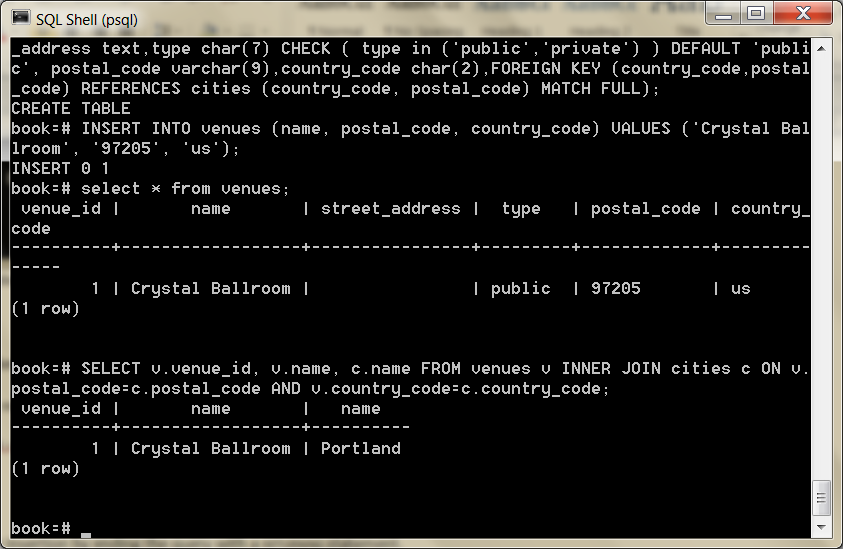 SQL Shell (psql)
_address text,type char(7) CHECK ( type in ('public','private') ) DEFAULT 'publi
c', postal_code varchar(9),country_code char(2),FOREIGN KEY (country_code,postal
_code) REFERENCES cities (country_code, postal_code) MATCH FULL);
CREATE TABLE
book=# INSERT INTO venues (name, postal_code, country_code) VALUES ('Crystal Bal
lroom', '97205', 'us');
INSERT 0 1
book=# select * from venues;
 venue_id |      name       | street_address |  type   | postal_code | country_
code
----------+-----------------+----------------+---------+-------------+---------
-----
        1 | Crystal Ballroom |                | public  | 97205       | us
(1 row)
book=# SELECT v.venue_id, v.name, c.name FROM venues v INNER JOIN cities c ON v.
postal_code=c.postal_code AND v.country_code=c.country_code;
 venue_id |       name       |   name
----------+------------------+----------
        1 | Crystal Ballroom | Portland
(1 row)
book=# _